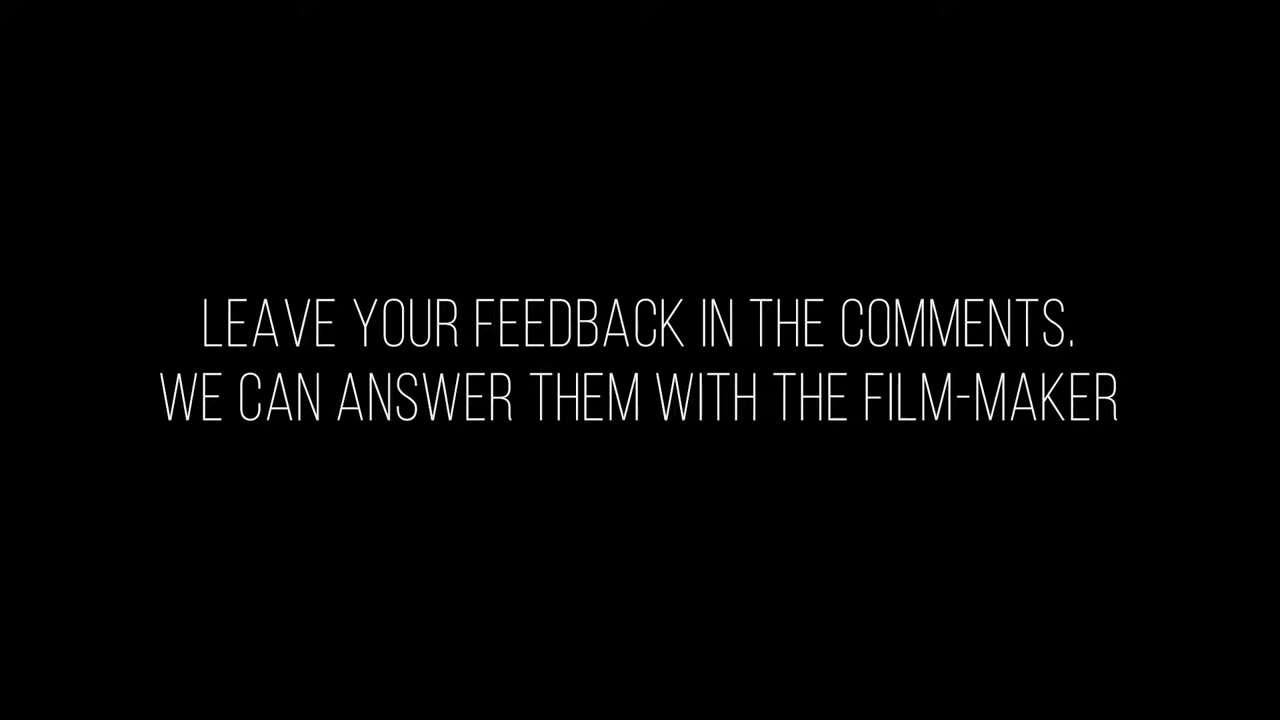 LEAVE YOUR FEEDBACK IN THE COMMENTS.
WE CAN ANSWER THEM WITH THE FILM-MAKER